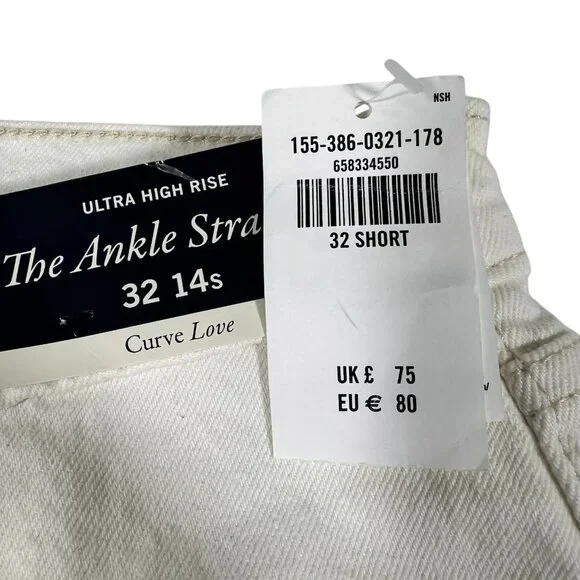 ULTRA HIGH RISE
The Ankle Stra
32 14s
Curve Love
NSH
155-386-0321-178
658334550
32 SHORT
UK £ 75
EU € 80